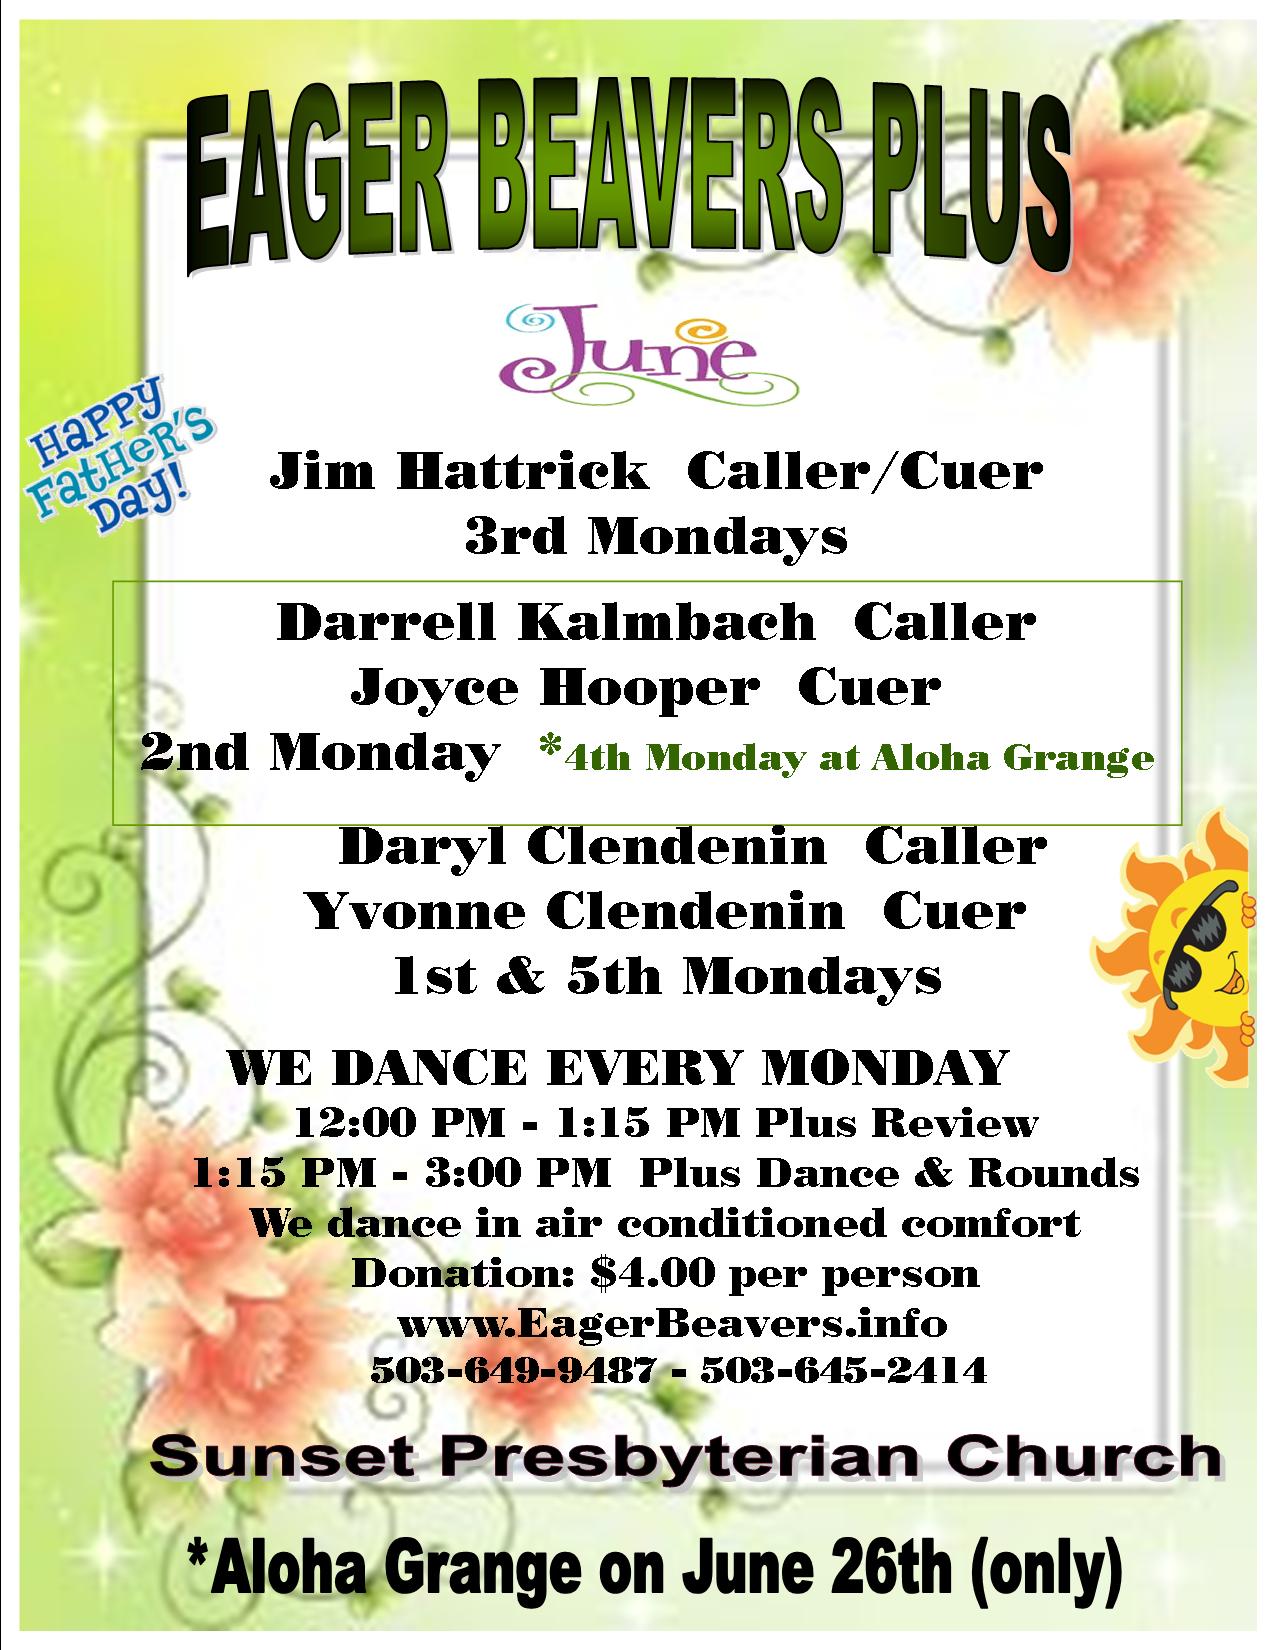 EAGER BEAVERS PLUS
June
HaPPY
FatHeR'S
Day!
Jim Hattrick Caller/Cuer
3rd Mondays
Darrell Kalmbach Caller
Joyce Hooper Cuer
2nd Monday *4th Monday at Aloha Grange
Daryl Clendenin Caller
Yvonne Clendenin Cuer
1st & 5th Mondays
WE DANCE EVERY MONDAY
12:00 PM - 1:15 PM Plus Review
1:15 PM - 3:00 PM Plus Dance & Rounds
We dance in air conditioned comfort
Donation: $4.00 per person
www.EagerBeavers.info
503-649-9487 - 503-645-2414
Sunset Presbyterian Church
*Aloha Grange on June 26th (only)